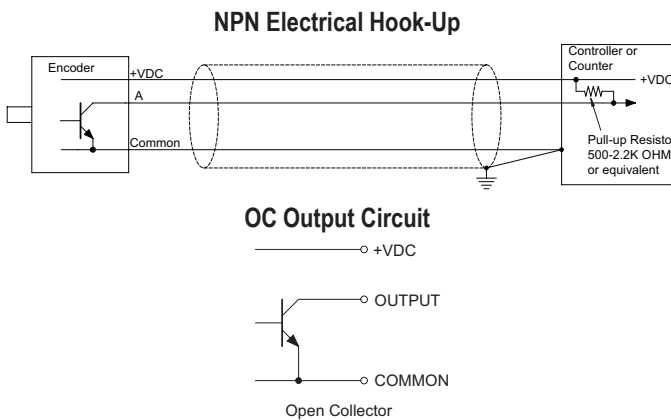 NPN Electrical Hook-Up
Encoder
+VDC
A
Common
Controller or
Counter
+VDC
Pull-up Resisto
500-2.2K OHM
or equivalent
OC Output Circuit
+VDC
OUTPUT
COMMON
Open Collector